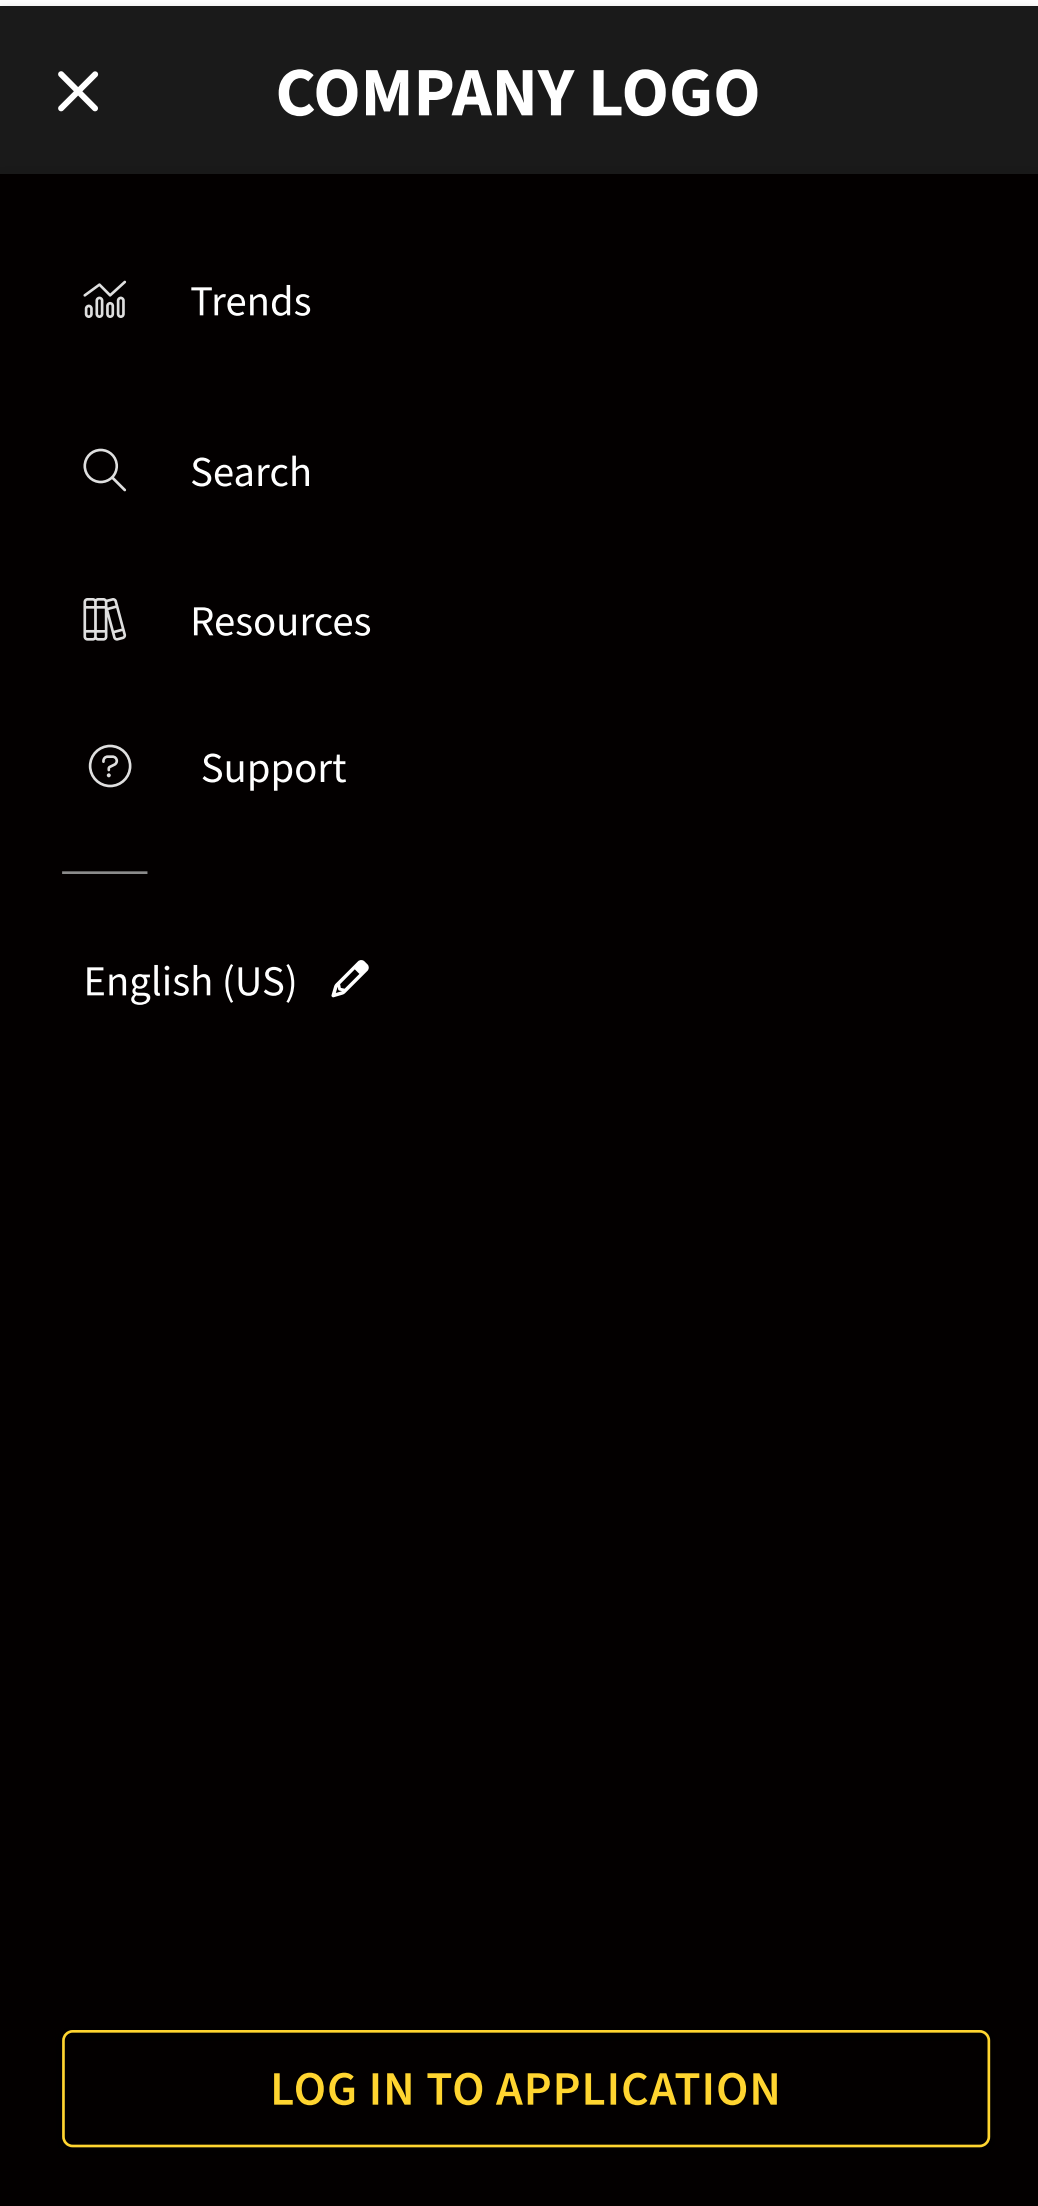 COMPANY LOGO
Trends
Search
Resources
Support
English (US)
LOG IN TO APPLICATION